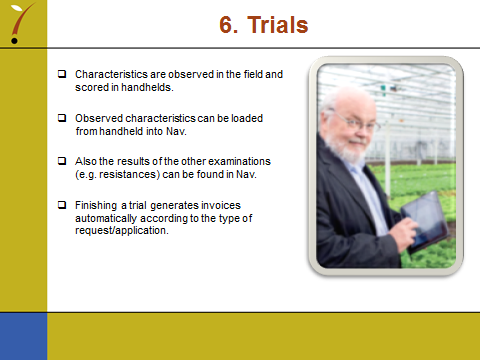 6. Trials
Characteristics are observed in the field and
scored in handhelds.
Observed characteristics can be loaded
from handheld into Nav.
Also the results of the other examinations
(e.g. resistances) can be found in Nav.
Finishing a trial generates invoices
automatically according to the type of
request/application.